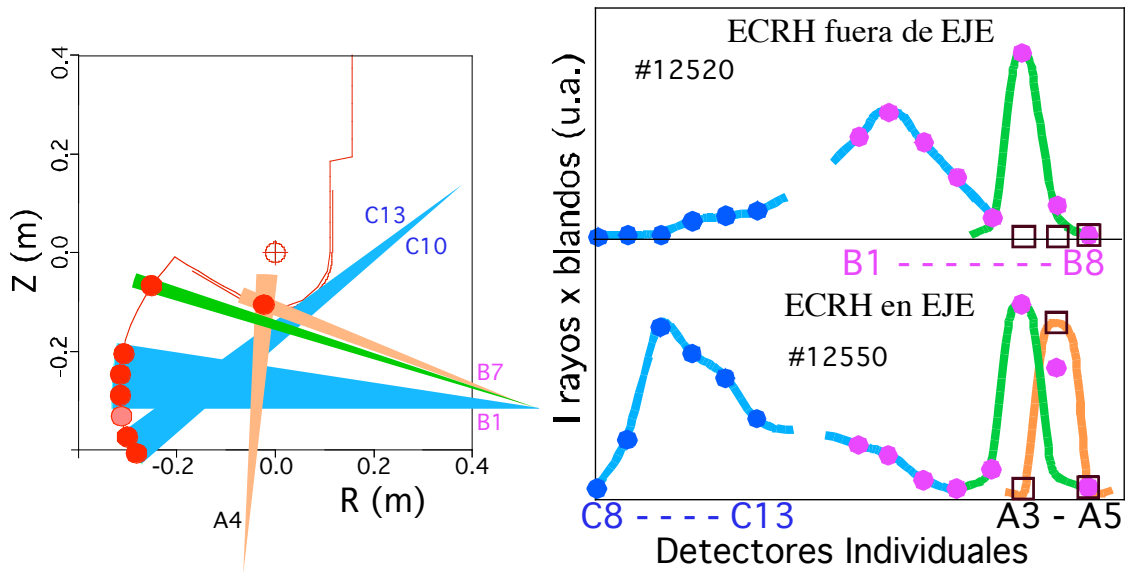 0.4
0.2
0.0
-0.2
Z (m)
-0.2
0.0
0.2
0.4
R (m)
C13
C10
B7
B1
A4
I rayos x blandos (u.a.)
ECRH fuera de EJE
#12520
B1 - - - - - - - B8
ECRH en EJE
#12550
C8 - - - - C13
A3 - A5
Detectores Individuales